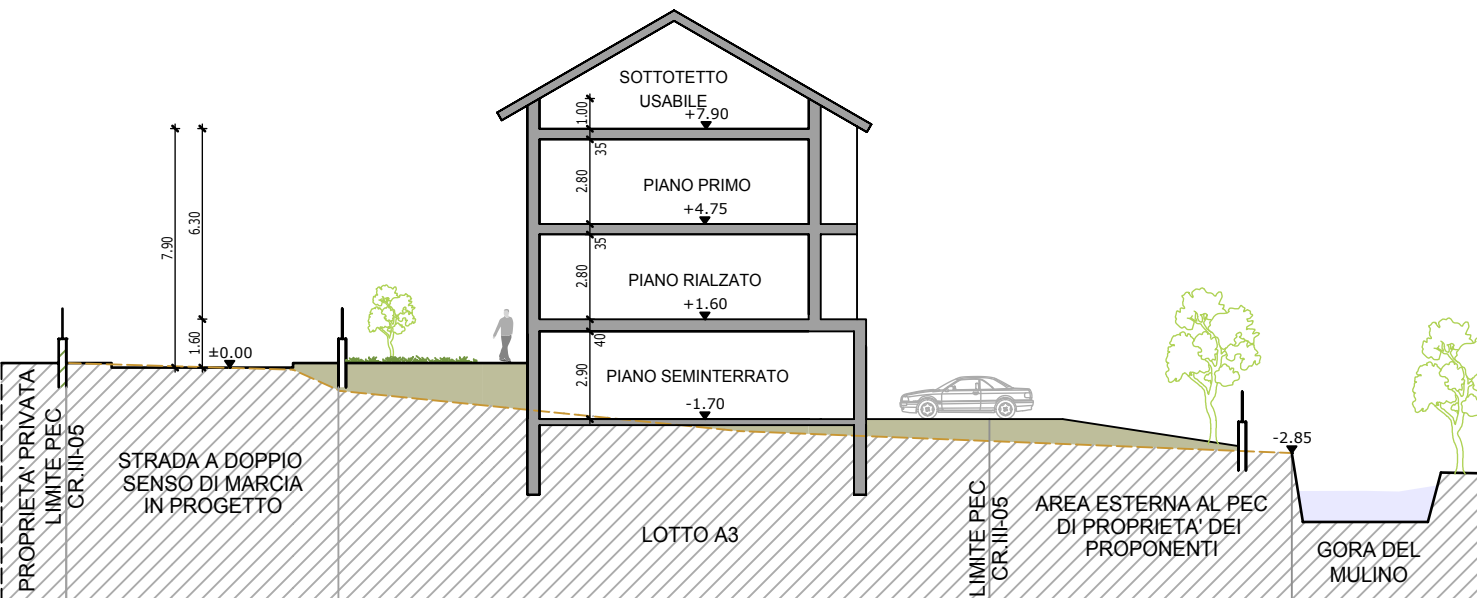 SOTTOTETTO
USABILE
+7.90
1.00
35
2.80
PIANO PRIMO
+4.75
35
2.80
PIANO RIALZATO
+1.60
40
2.90
PIANO SEMINTERRATO
-1.70
7.90
6.30
1.60
±0.00
-2.85
PROPRIETA' PRIVATA
LIMITE PEC
CR.III-05
STRADA A DOPPIO
SENSO DI MARCIA
IN PROGETTO
LOTTO A3
LIMITE PEC
CR.III-05
AREA ESTERNA AL PEC
DI PROPRIETA' DEI
PROPONENTI
GORA DEL
MULINO